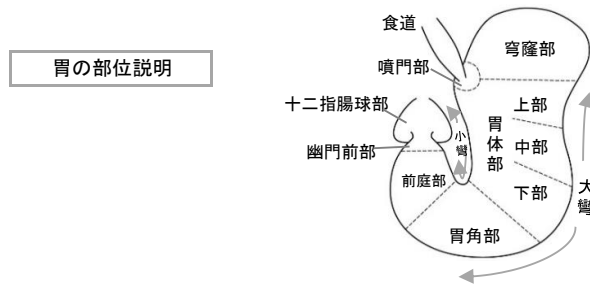 胃の部位説明
食道
穹窿部
噴門部
十二指腸球部
上部
胃体部
小彎
中部
幽門前部
前庭部
下部
大彎
胃角部